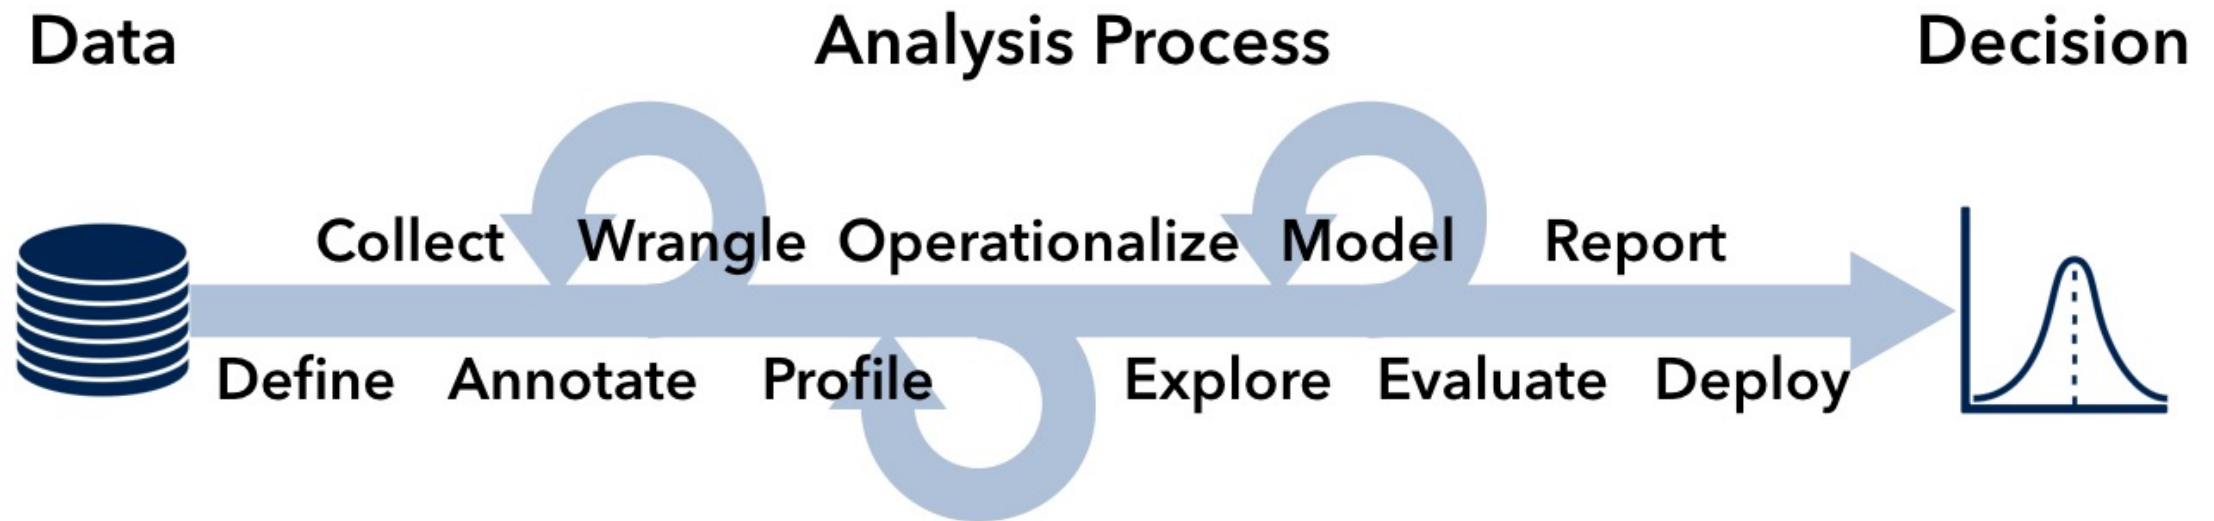 Data Analysis Process Decision
Collect Wrangle Operationalize Model Report
Define Annotate Profile Explore Evaluate Deploy